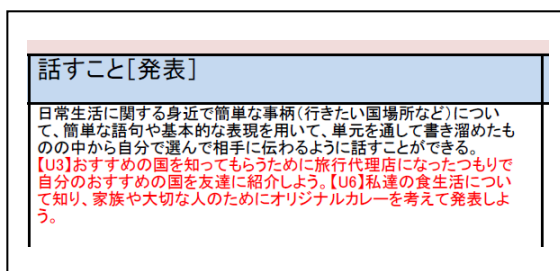 話すこと[発表]
日常生活に関する身近で簡単な事柄(行きたい国場所など)につい
て、簡単な語句や基本的な表現を用いて、単元を通して書き溜めたも
のの中から自分で選んで相手に伝わるように話すことができる。
【U3】おすすめの国を知ってもらうために旅行代理店になったつもりで
自分のおすすめの国を友達に紹介しよう。【U6】私達の食生活につい
て知り、家族や大切な人のためにオリジナルカレーを考えて発表しよ
う。